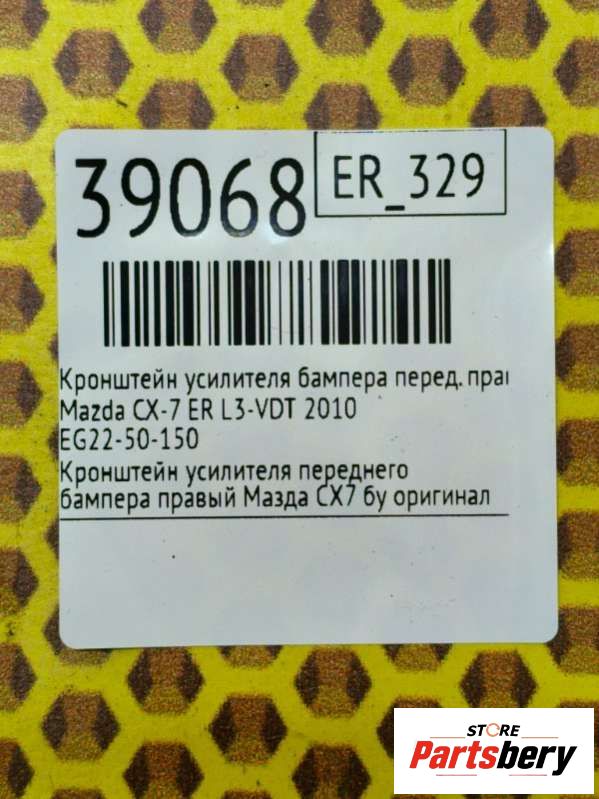 39068
ER_329
Кронштейн усилителя бампера перед. пра
Mazda CX-7 ER L3-VDT 2010
EG22-50-150
Кронштейн усилителя переднего
бампера правый Мазда СХ7 бу оригинал
STORE
Partsbery